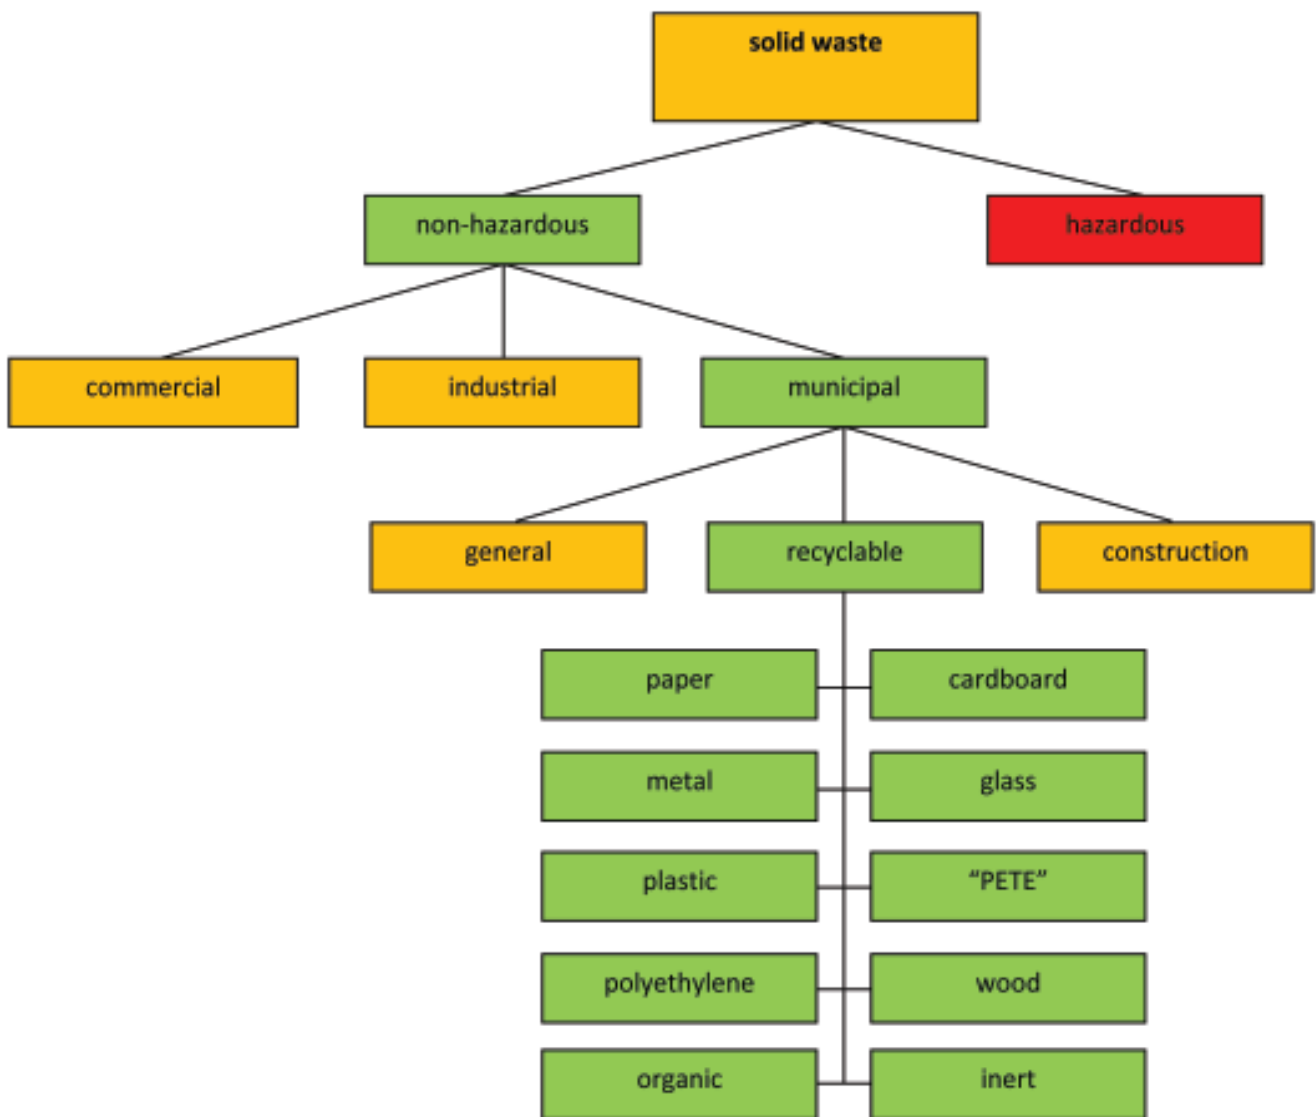 solid waste
non-hazardous
hazardous
commercial
industrial
municipal
general
recyclable
construction
paper
cardboard
metal
glass
plastic
“PETE”
polyethylene
wood
organic
inert